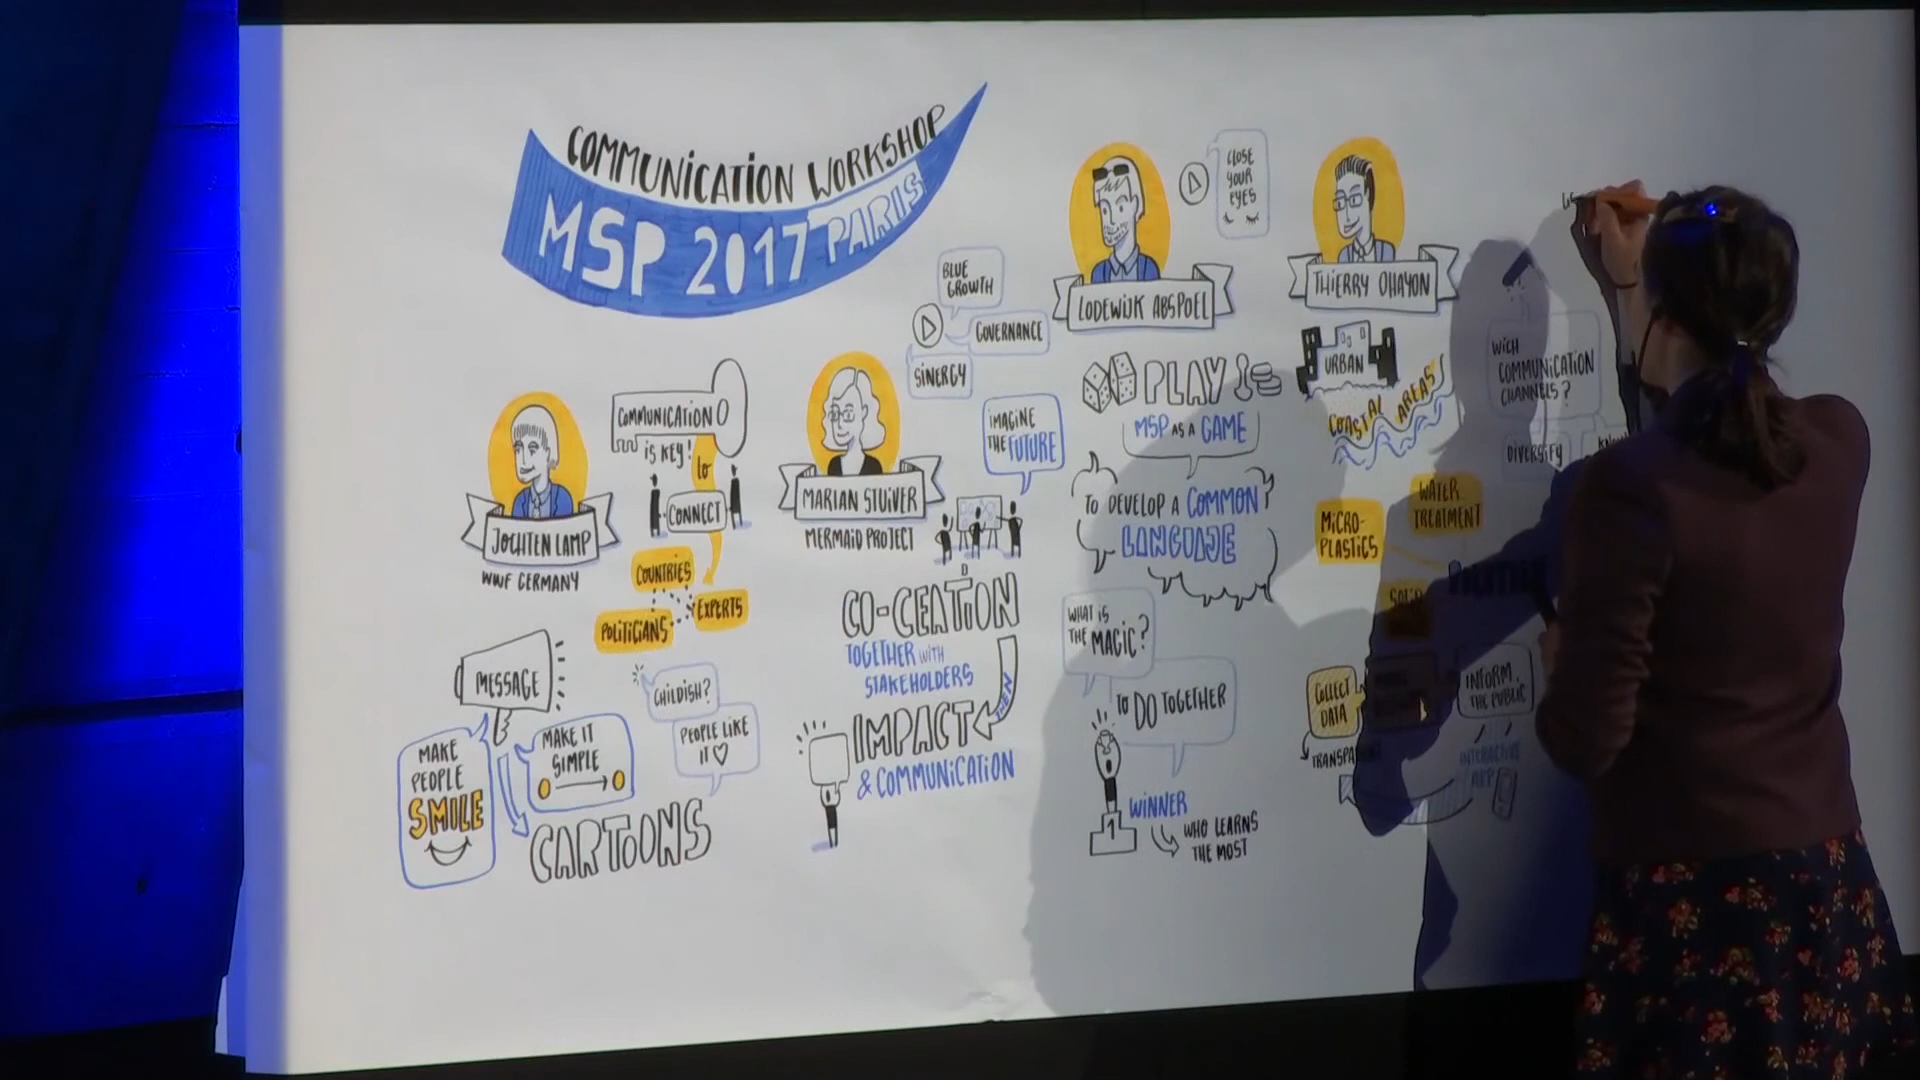 COMMUNICATION WORKSHOP
MSP 2017 PARIS
JOCHTEN LAMP
WWF GERMANY
COMMUNICATION
IS KEY!
to
CONNECT
COUNTRIES
EXPERTS
POLITICIANS
MESSAGE
MAKE
PEOPLE
SMILE
MAKE IT
SIMPLE
CHILDISH?
PEOPLE LIKE
IT
CARTOONS
MARIAN STUIVER
MERMAID PROJECT
BLUE
GROWTH
GOVERNANCE
SINERGY
IMAGINE
THE FUTURE
CO-CEATION
TOGETHER WITH
STAKEHOLDERS
THEN
IMPACT
& COMMUNICATION
LODEWIJK ABSPOEL
CLOSE
YOUR
EYES
PLAY
MSP AS A GAME
TO DEVELOP A COMMON
LANGUAGE
WHAT IS
THE MAGIC?
TO DO TOGETHER
1
WINNER
WHO LEARNS
THE MOST
THIERRY OHAYON
URBAN
COASTAL AREAS
MICRO-
PLASTICS
WATER
TREATMENT
COLLECT
DATA
INFORM
THE PUBLIC
INTERACTIVE
APP
WICH
COMMUNICATION
CHANNELS?
DIVERSIFY